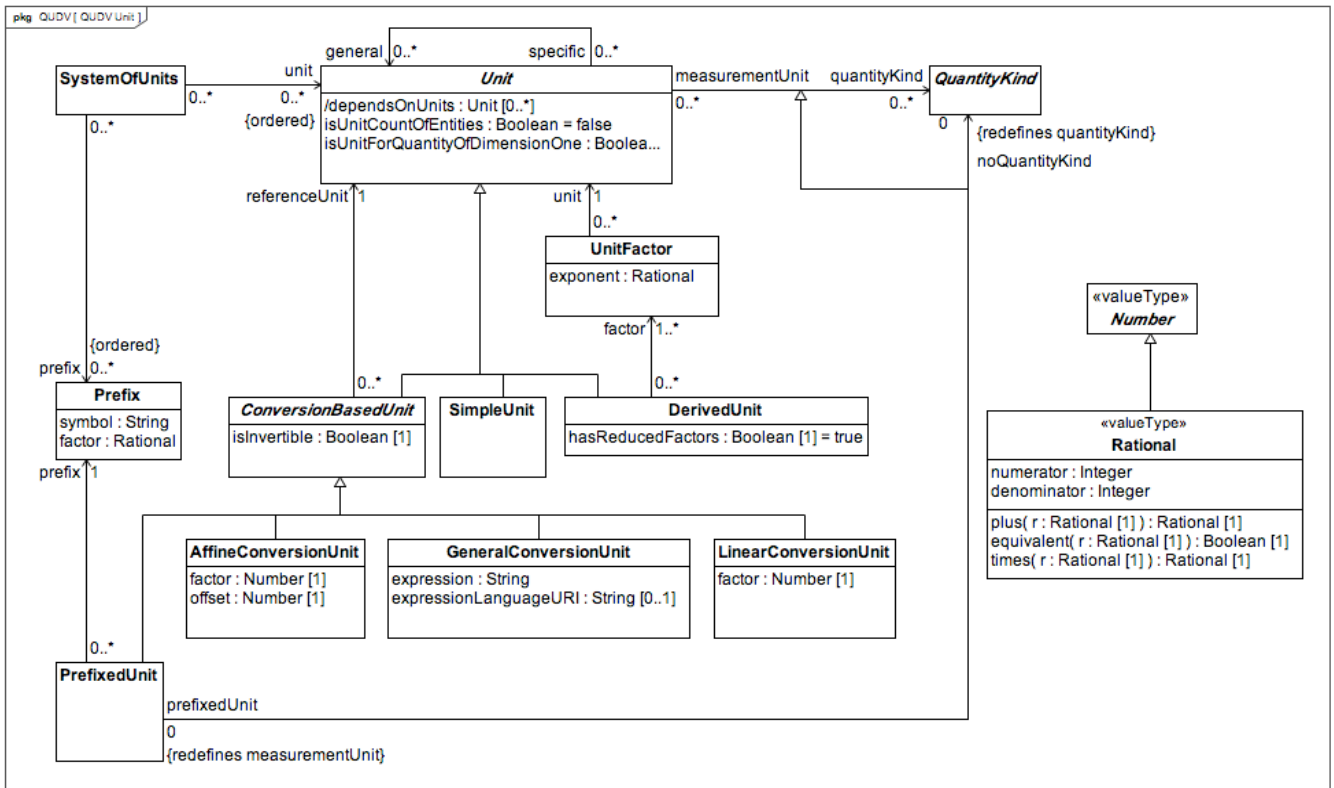 pkg QUDV [ QUDV Unit ]
general 0..*
specific 0..*
SystemOfUnits
unit
0..*
0..*
{ordered}
Unit
/dependsOnUnits : Unit [0..*]
isUnitCountOfEntities : Boolean = false
isUnitForQuantityOfDimensionOne : Boolea...
measurementUnit
0..*
quantityKind
0..*
QuantityKind
0
{redefines quantityKind}
noQuantityKind
0..*
referenceUnit 1
unit 1
0..*
UnitFactor
exponent : Rational
factor 1..*
0..*
«valueType»
Number
{ordered}
prefix 0..*
Prefix
symbol : String
factor : Rational
prefix 1
0..*
ConversionBasedUnit
isInvertible : Boolean [1]
SimpleUnit
DerivedUnit
hasReducedFactors : Boolean [1] = true
«valueType»
Rational
numerator : Integer
denominator : Integer
plus( r : Rational [1] ) : Rational [1]
equivalent( r : Rational [1] ) : Boolean [1]
times( r : Rational [1] ) : Rational [1]
AffineConversionUnit
factor : Number [1]
offset : Number [1]
GeneralConversionUnit
expression : String
expressionLanguageURI : String [0..1]
LinearConversionUnit
factor : Number [1]
0..*
PrefixedUnit
prefixedUnit
0
{redefines measurementUnit}